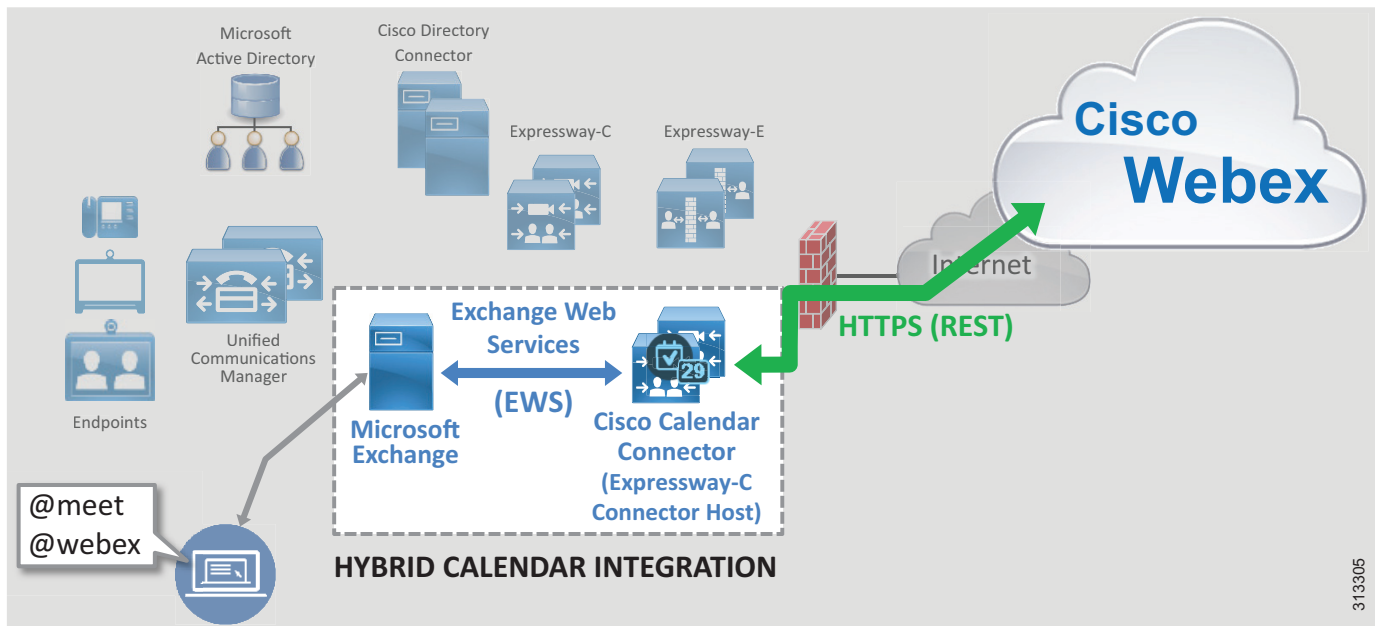 Microsoft
Active Directory
Cisco Directory
Connector
Expressway-C
Expressway-E
Cisco
Webex
Internet
HTTPS (REST)
Endpoints
Unified
Communications
Manager
Exchange Web
Services
(EWS)
29
Microsoft
Exchange
Cisco Calendar
Connector
(Expressway-C
Connector Host)
@meet
@webex
HYBRID CALENDAR INTEGRATION
313305